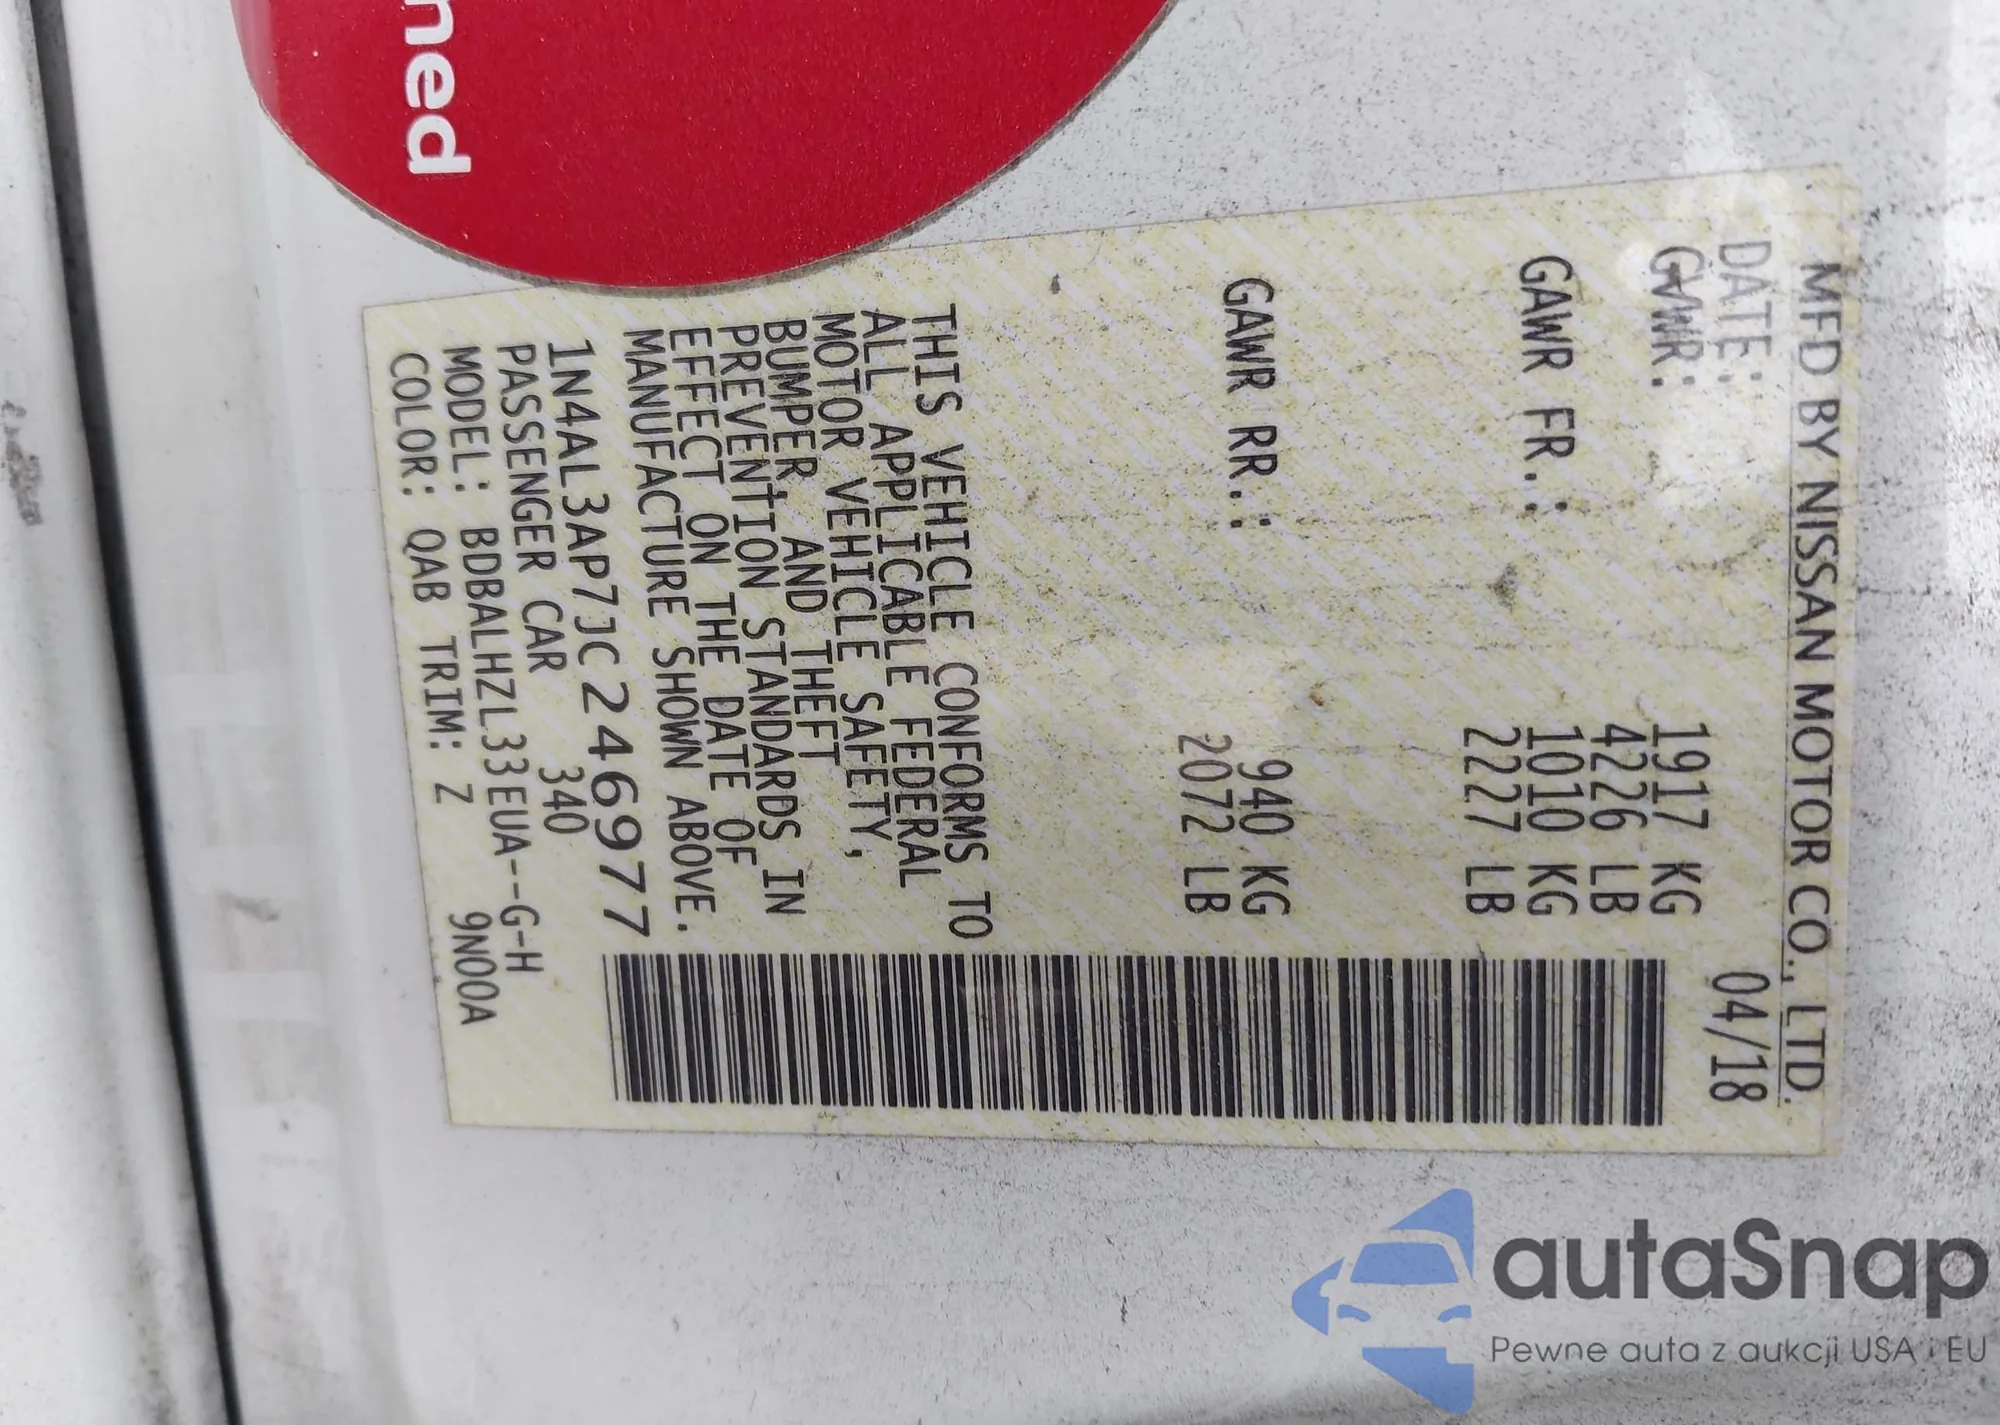 ned
MFD BY NISSAN MOTOR CO., LTD.
DATE: 04/18
GVWR: 1917 KG
4226 LB
GAWR FR.: 1010 KG
2227 LB
GAWR RR.: 940 KG
2072 LB
THIS VEHICLE CONFORMS TO
ALL APPLICABLE FEDERAL
MOTOR VEHICLE SAFETY,
BUMPER, AND THEFT
PREVENTION STANDARDS IN
EFFECT ON THE DATE OF
MANUFACTURE SHOWN ABOVE.
1N4AL3AP7JC246977
PASSENGER CAR 340
MODEL: BDBALHZL33EUA--G-H
COLOR: QAB TRIM: Z 9N00A
autaSnap
Pewne auta z aukcji USA i EU